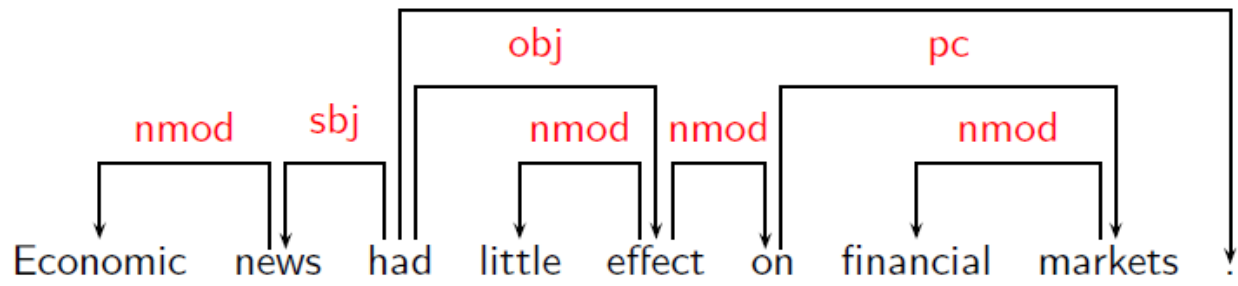 obj pc
nmod sbj nmod nmod nmod
Economic news had little effect on financial markets .